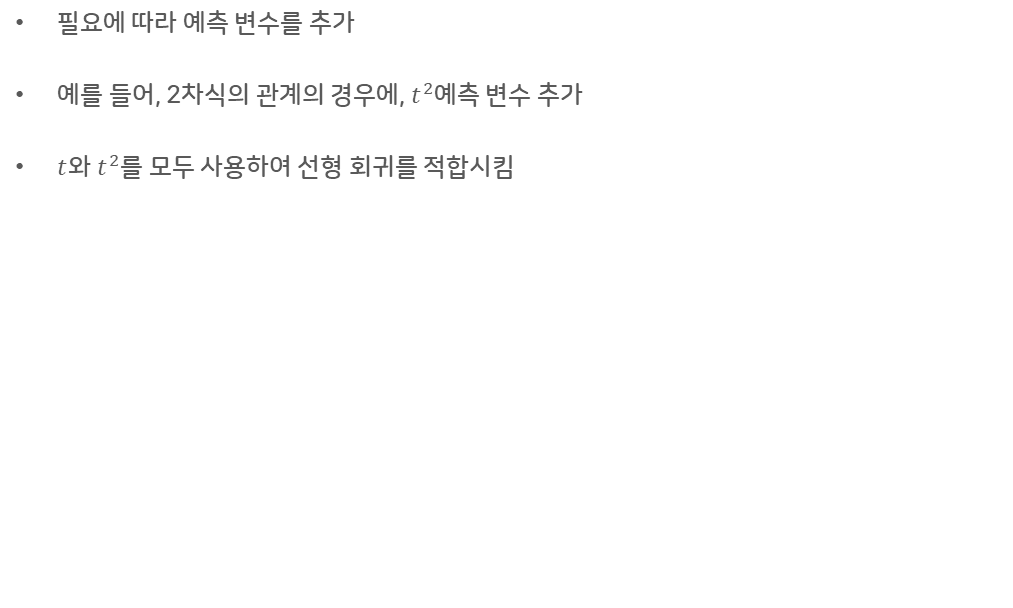 • 필요에 따라 예측 변수를 추가
• 예를 들어, 2차식의 관계의 경우에, t²예측 변수 추가
• t와 t²를 모두 사용하여 선형 회귀를 적합시킴